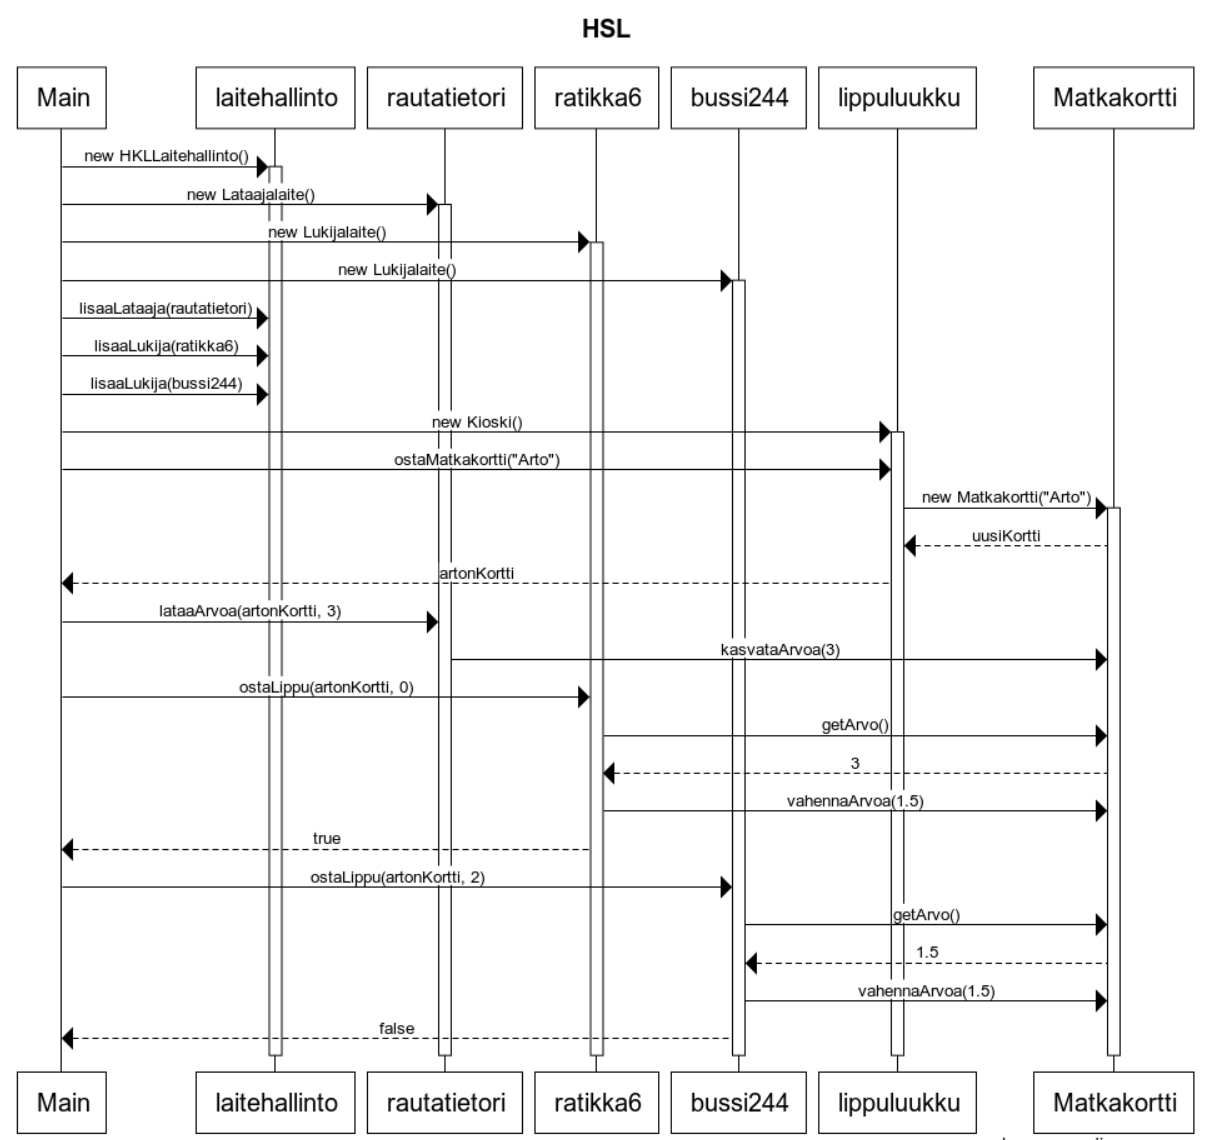 HSL
Main
laitehallinto
rautatietori
ratikka6
bussi244
lippuluukku
Matkakortti
new HKLLaitehallinto()
new Lataajalaite()
new Lukijalaite()
new Lukijalaite()
lisaaLataaja(rautatietori)
lisaaLukija(ratikka6)
lisaaLukija(bussi244)
new Kioski()
ostaMatkakortti("Arto")
new Matkakortti("Arto")
uusiKortti
artonKortti
lataaArvoa(artonKortti, 3)
kasvataArvoa(3)
ostaLippu(artonKortti, 0)
getArvo()
3
vahennaArvoa(1.5)
true
ostaLippu(artonKortti, 2)
getArvo()
1.5
vahennaArvoa(1.5)
false
Main
laitehallinto
rautatietori
ratikka6
bussi244
lippuluukku
Matkakortti